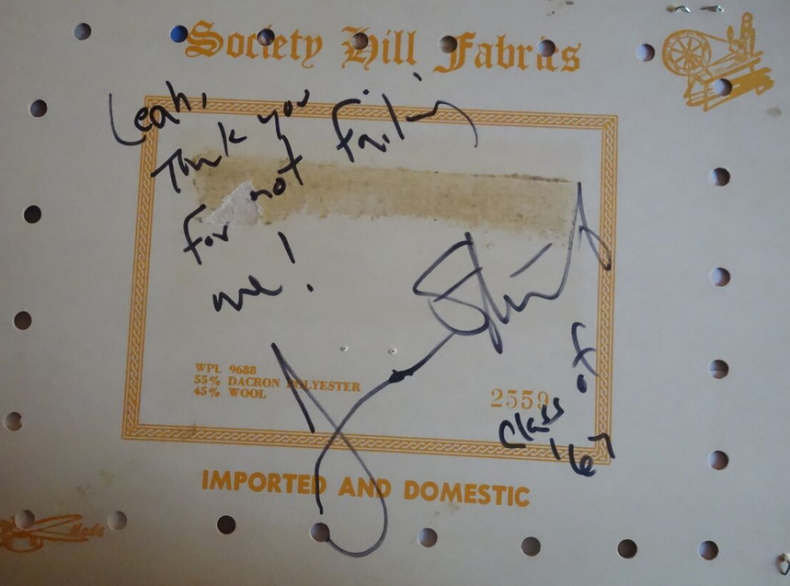 Society Hill Fabrics
Leah,
Thank you
for not failing
me!
WPL 9688
55% DACRON POLYESTER
45% WOOL
2559
Class of
'67
IMPORTED AND DOMESTIC
Made